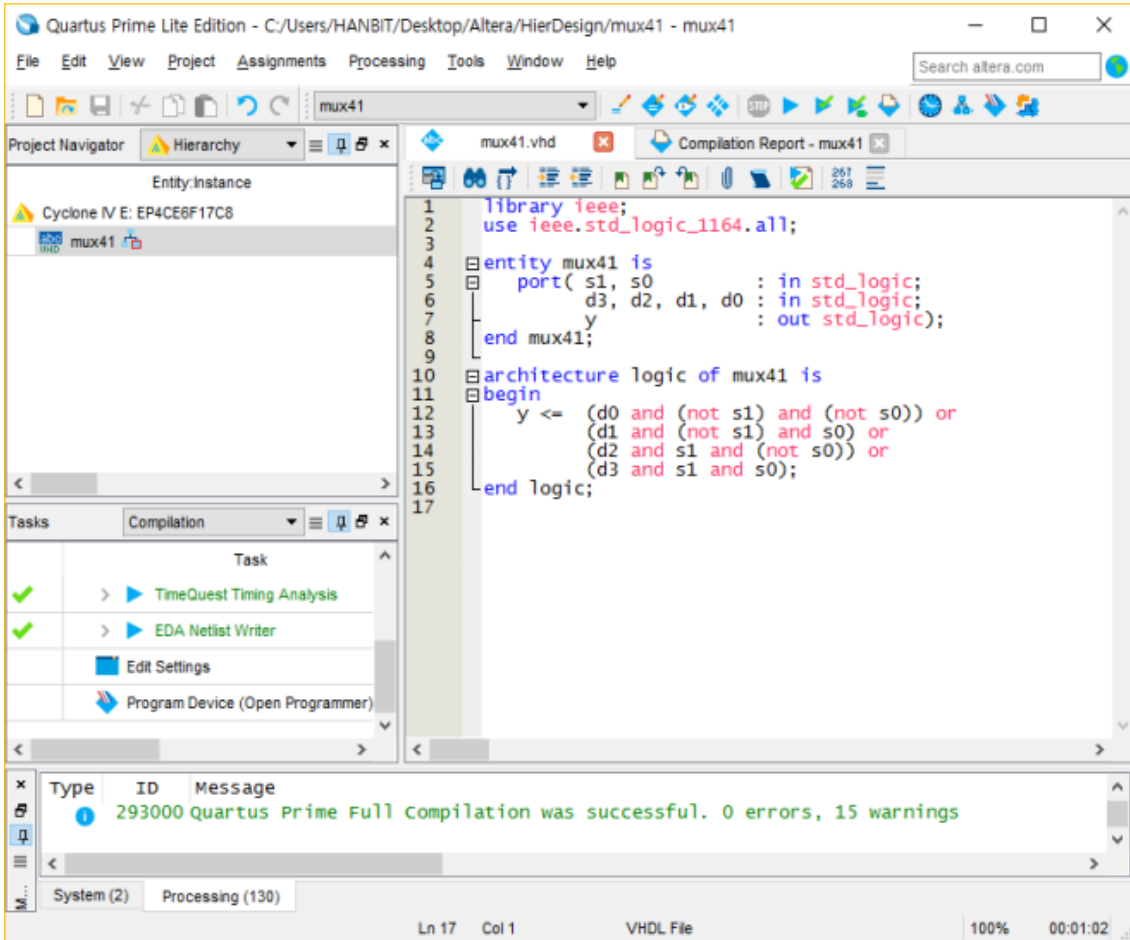 Quartus Prime Lite Edition - C:/Users/HANBIT/Desktop/Altera/HierDesign/mux41 - mux41
File Edit View Project Assignments Processing Tools Window Help
Search altera.com
mux41
STOP
Project Navigator Hierarchy
Entity:Instance
Cyclone IV E: EP4CE6F17C8
abc VHD mux41
mux41.vhd
Compilation Report - mux41
267
268
1 library ieee;
2 use ieee.std_logic_1164.all;
3
4 entity mux41 is
5 port( s1, s0 : in std_logic;
6 d3, d2, d1, d0 : in std_logic;
7 y : out std_logic);
8 end mux41;
9
10 architecture logic of mux41 is
11 begin
12 y <= (d0 and (not s1) and (not s0)) or
13 (d1 and (not s1) and s0) or
14 (d2 and s1 and (not s0)) or
15 (d3 and s1 and s0);
16 end logic;
17
Tasks Compilation
Task
TimeQuest Timing Analysis
EDA Netlist Writer
Edit Settings
Program Device (Open Programmer)
Type ID Message
293000 Quartus Prime Full Compilation was successful. 0 errors, 15 warnings
M...
System (2) Processing (130)
Ln 17 Col 1 VHDL File 100% 00:01:02